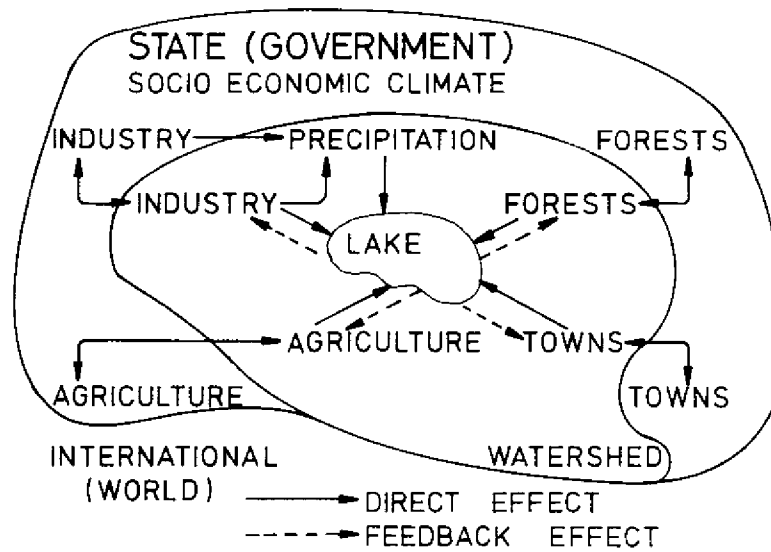 STATE (GOVERNMENT)
SOCIO ECONOMIC CLIMATE
INDUSTRY PRECIPITATION FORESTS
INDUSTRY FORESTS
LAKE
AGRICULTURE TOWNS
AGRICULTURE TOWNS
INTERNATIONAL WATERSHED
(WORLD)
DIRECT EFFECT
FEEDBACK EFFECT